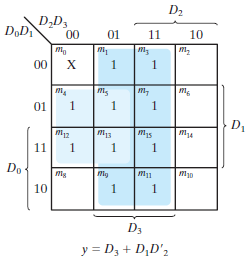 D₂
D₂D₃
D₀D₁ 00 01 11 10
m₀ m₁ m₃ m₂
00 X 1 1
m₄ m₅ m₇ m₆
01 1 1 1
D₁
m₁₂ m₁₃ m₁₅ m₁₄
11 1 1 1
D₀
m₈ m₉ m₁₁ m₁₀
10 1 1
D₃
y = D₃ + D₁D′₂